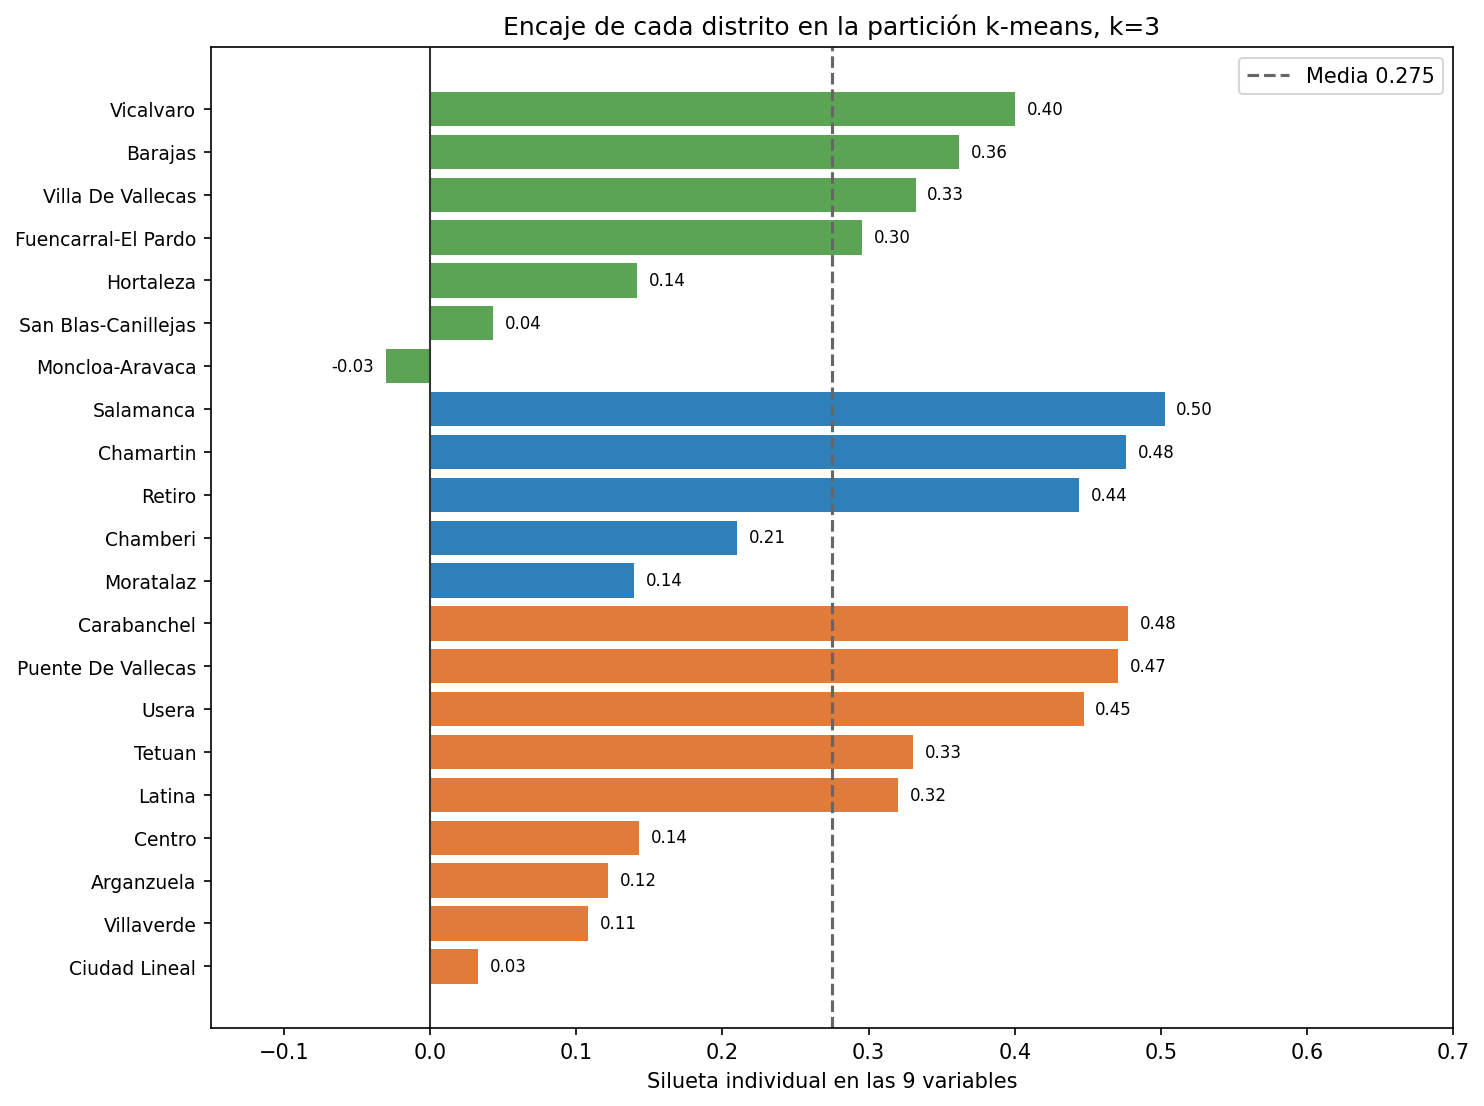 Encaje de cada distrito en la partición k-means, k=3
Media 0.275
Vicalvaro 0.40
Barajas 0.36
Villa De Vallecas 0.33
Fuencarral-El Pardo 0.30
Hortaleza 0.14
San Blas-Canillejas 0.04
Moncloa-Aravaca -0.03
Salamanca 0.50
Chamartin 0.48
Retiro 0.44
Chamberi 0.21
Moratalaz 0.14
Carabanchel 0.48
Puente De Vallecas 0.47
Usera 0.45
Tetuan 0.33
Latina 0.32
Centro 0.14
Arganzuela 0.12
Villaverde 0.11
Ciudad Lineal 0.03
−0.1 0.0 0.1 0.2 0.3 0.4 0.5 0.6 0.7
Silueta individual en las 9 variables